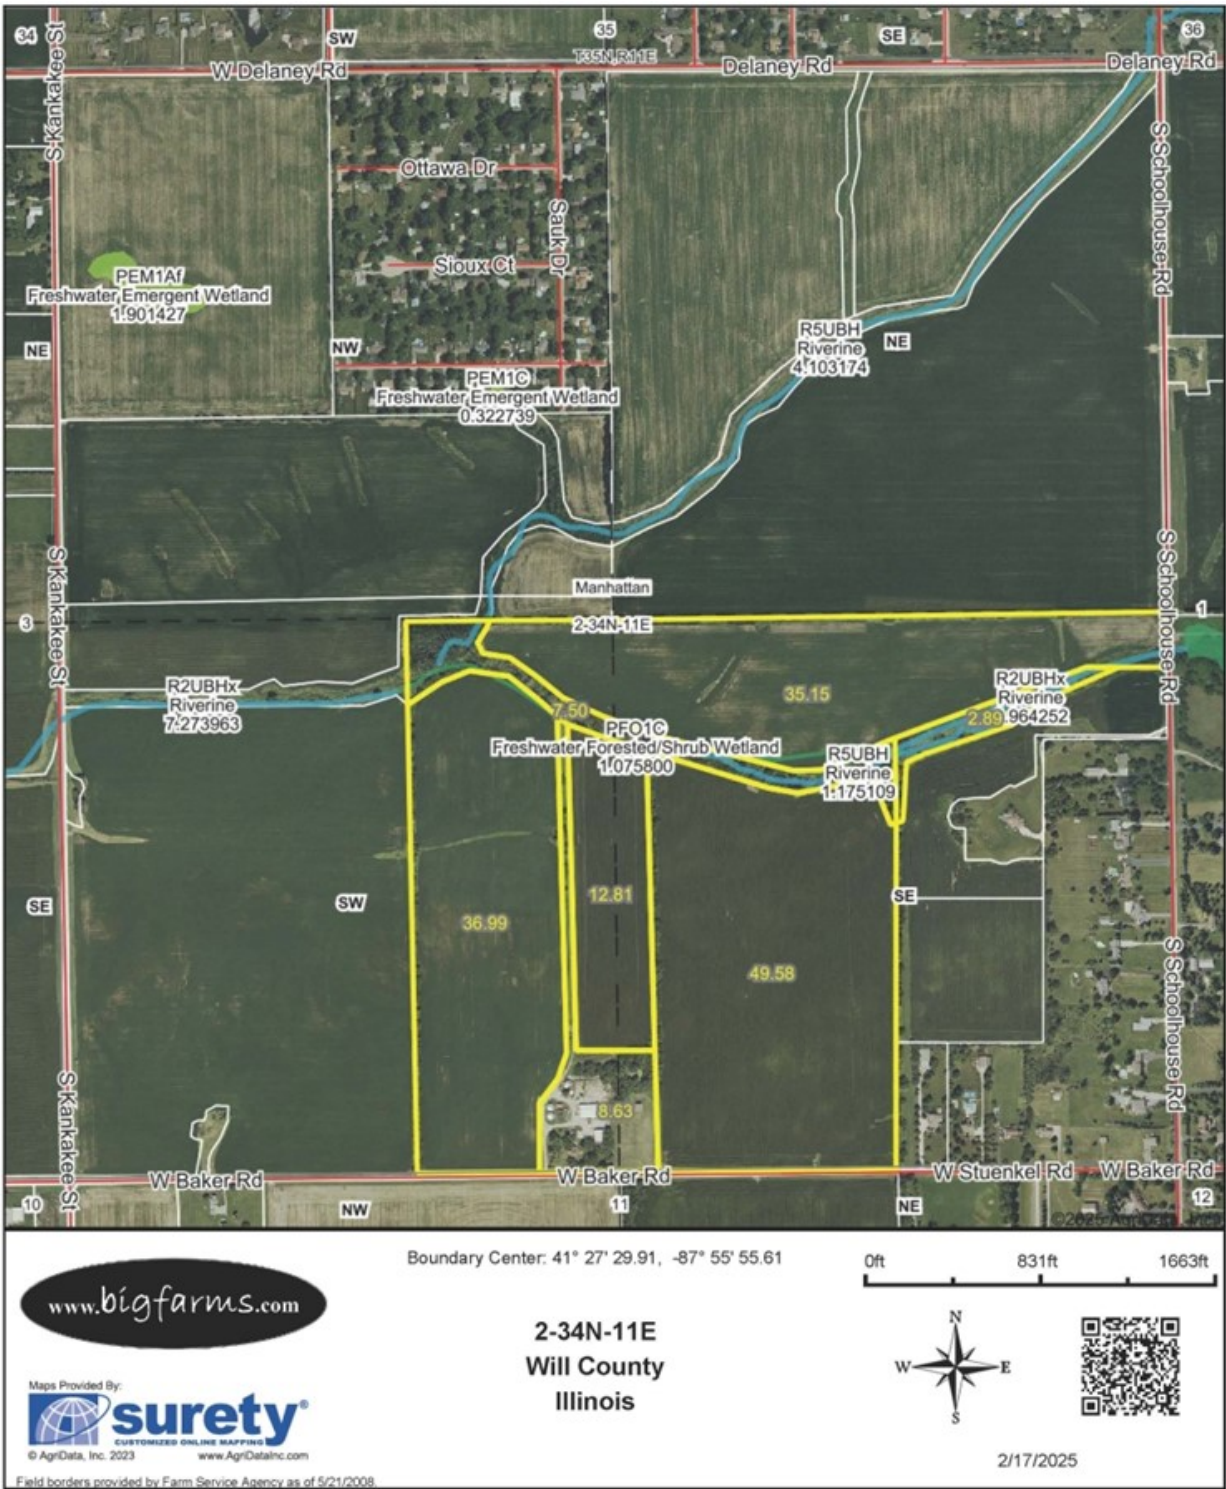 34
35
36
SW
SE
T35N,R11E
W Delaney Rd
Delaney Rd
Delaney Rd
S Kankakee St
S Schoolhouse Rd
Ottawa Dr
Sauk Dr
Sioux Ct
PEM1Af
Freshwater Emergent Wetland
1.901427
NE
NW
R5UBH
Riverine
4.103174
NE
PEM1C
Freshwater Emergent Wetland
0.322739
S Kankakee St
S Schoolhouse Rd
Manhattan
3
2-34N-11E
1
R2UBHx
Riverine
7.273963
35.15
R2UBHx
Riverine
.964252
7.50
2.89
PFO1C
Freshwater Forested/Shrub Wetland
1.075800
R5UBH
Riverine
1.175109
SE
SW
12.81
SE
36.99
49.58
S Schoolhouse Rd
S Kankakee St
8.63
W Baker Rd
W Baker Rd
W Stuenkel Rd
W Baker Rd
10
NW
11
NE
12
www.bigfarms.com
Boundary Center: 41° 27' 29.91, -87° 55' 55.61
0ft
831ft
1663ft
2-34N-11E
Will County
Illinois
N
W
E
S
Maps Provided By:
surety®
CUSTOMIZED ONLINE MAPPING
© AgriData, Inc. 2023
www.AgriDataInc.com
2/17/2025
Field borders provided by Farm Service Agency as of 5/21/2008.